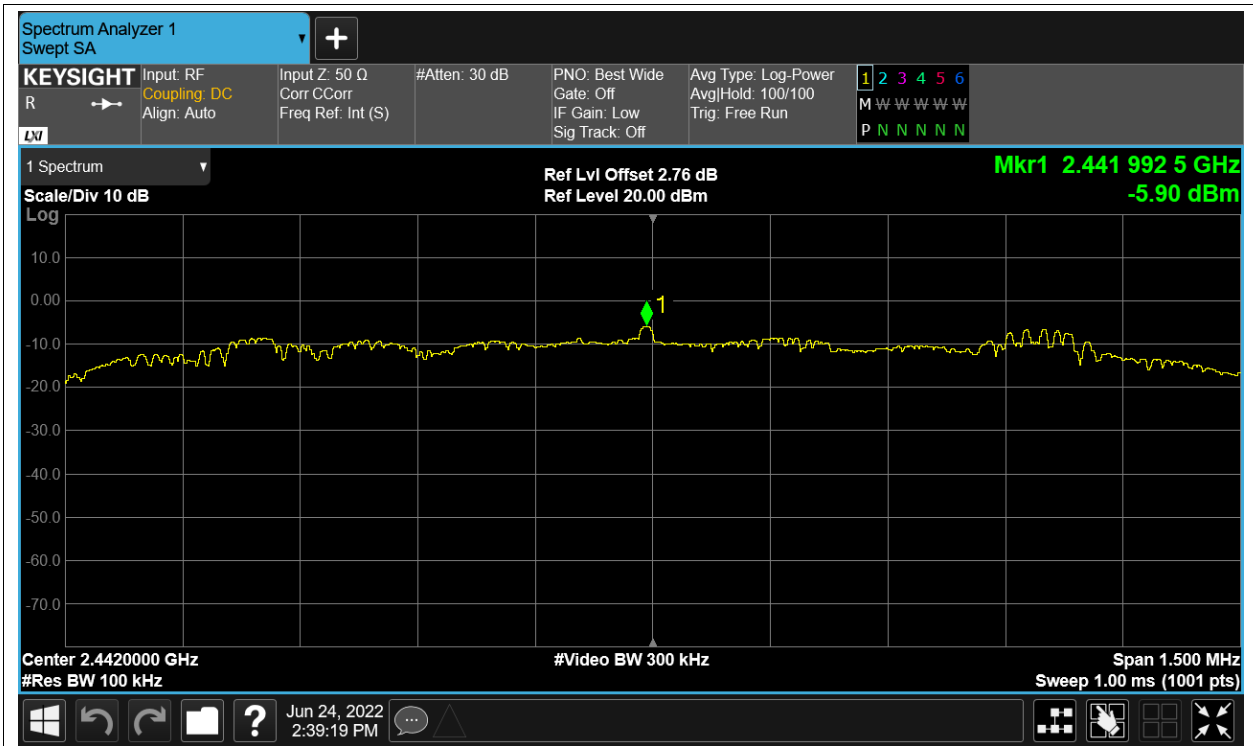 Spectrum Analyzer 1
Swept SA
KEYSIGHT
R
LXI
Input: RF
Coupling: DC
Align: Auto
Input Z: 50 Ω
Corr CCorr
Freq Ref: Int (S)
#Atten: 30 dB
PNO: Best Wide
Gate: Off
IF Gain: Low
Sig Track: Off
Avg Type: Log-Power
Avg|Hold: 100/100
Trig: Free Run
1 2 3 4 5 6
M W W W W W
P N N N N N
1 Spectrum
Scale/Div 10 dB
Log
Ref Lvl Offset 2.76 dB
Ref Level 20.00 dBm
Mkr1 2.441 992 5 GHz
-5.90 dBm
10.0
0.00
-10.0
-20.0
-30.0
-40.0
-50.0
-60.0
-70.0
1
Center 2.4420000 GHz
#Res BW 100 kHz
#Video BW 300 kHz
Span 1.500 MHz
Sweep 1.00 ms (1001 pts)
?
Jun 24, 2022
2:39:19 PM